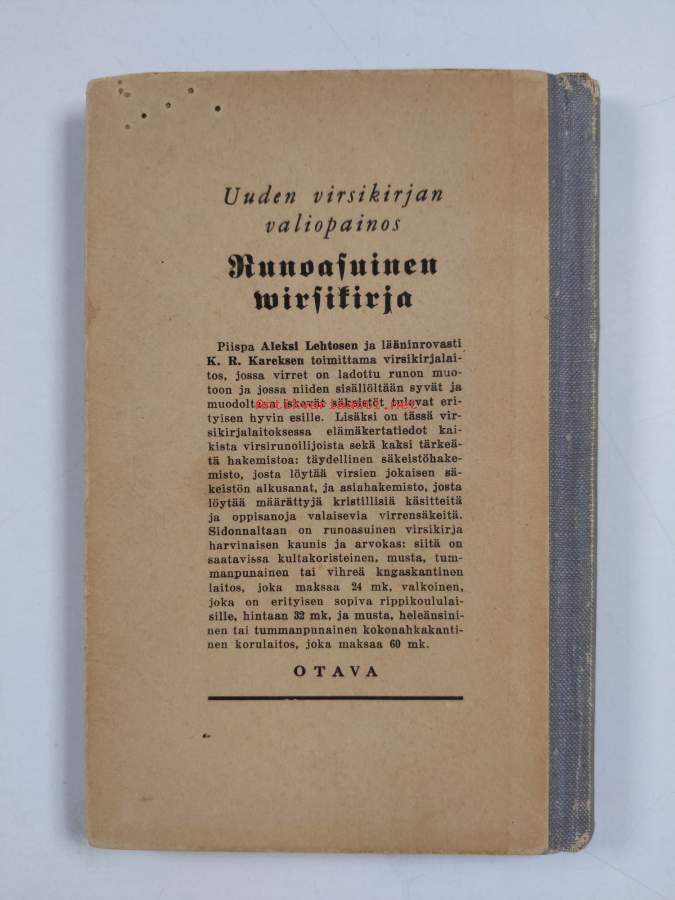 Uuden virsikirjan
valiopainos
Runoasuinen
wirsikirja
Piispa Aleksi Lehtosen ja lääninrovasti
K. R. Kareksen toimittama virsikirjalai-
tos, jossa virret on ladottu runon muo-
toon ja jossa niiden sisällöltään syvät ja
muodoltaan iskevät säkeistöt tulevat eri-
tyisen hyvin esille. Lisäksi on tässä vir-
sikirjalaitoksessa elämäkertatiedot kai-
kista virsirunoilijoista sekä kaksi tärkeä-
tä hakemistoa: täydellinen säkeistöhake-
misto, josta löytää virsien jokaisen sä-
keistön alkusanat, ja asiahakemisto, josta
löytää määrättyjä kristillisiä käsitteitä
ja oppisanoja valaisevia virrensäkeitä.
Sidonnaltaan on runoasuinen virsikirja
harvinaisen kaunis ja arvokas: siitä on
saatavissa kultakoristeinen, musta, tum-
manpunainen tai vihreä kngaskantinen
laitos, joka maksaa 24 mk, valkoinen,
joka on erityisen sopiva rippikoululai-
sille, hintaan 32 mk, ja musta, heleänsini-
nen tai tummanpunainen kokonahkakanti-
nen korulaitos, joka maksaa 60 mk.
OTAVA